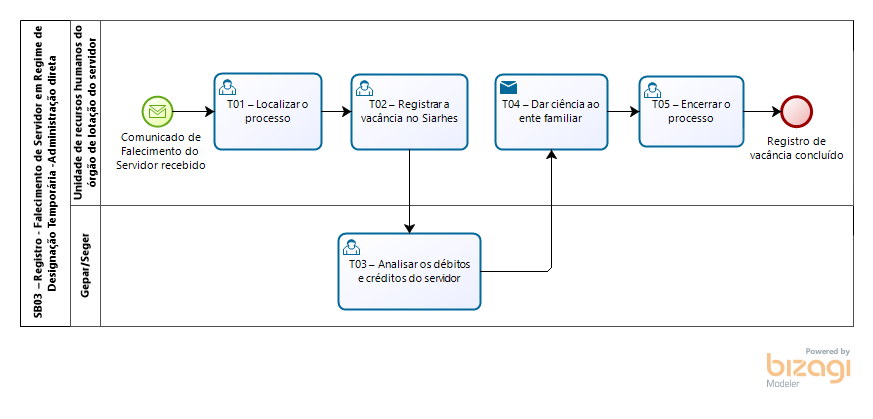 SB03 – Registro - Falecimento de Servidor em Regime de
Designação Temporária -Administração direta
Unidade de recursos humanos do
órgão de lotação do servidor
Comunicado de
Falecimento do
Servidor recebido
T01 – Localizar o
processo
T02 – Registrar a
vacância no Siarhes
T04 – Dar ciência ao
ente familiar
T05 – Encerrar o
processo
Registro de
vacância concluído
Gepar/Seger
T03 – Analisar os débitos
e créditos do servidor
Powered by
bizagi
Modeler